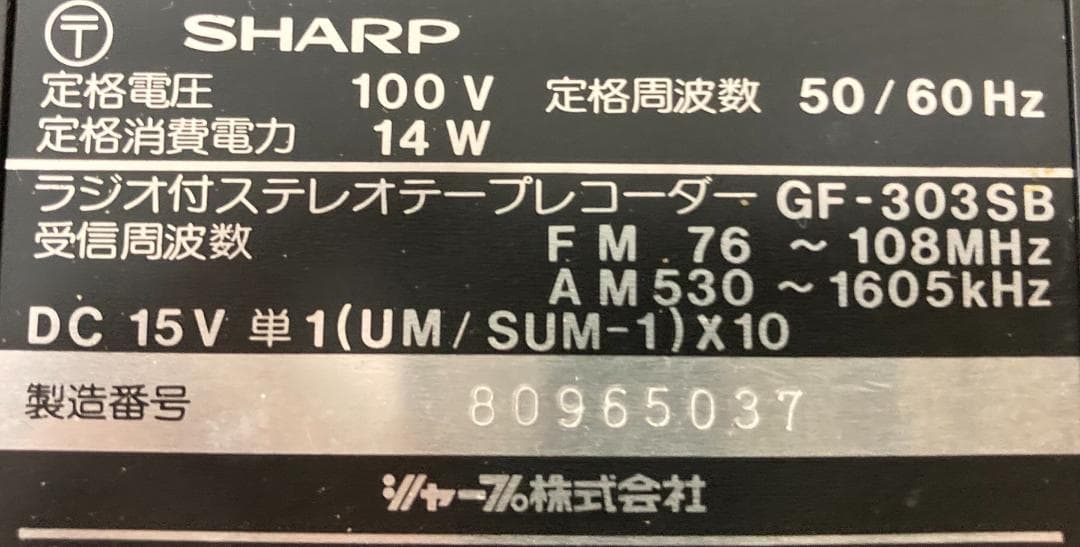 〒 SHARP
定格電圧 100 V 定格周波数 50/60Hz
定格消費電力 14 W
ラジオ付ステレオテープレコーダー GF-303SB
受信周波数 FM 76 ~ 108MHz
AM 530 ~ 1605kHz
DC 15V 単1(UM/SUM-1)X10
製造番号 80965037
シャープ株式会社